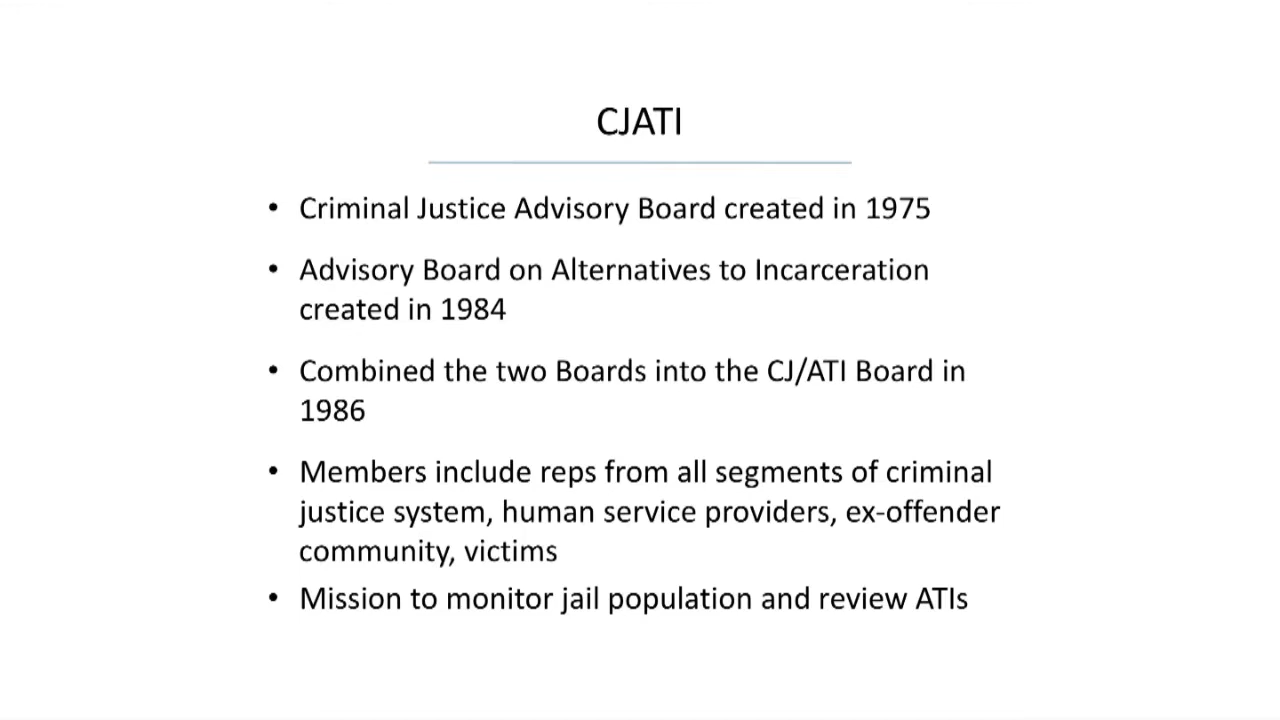 CJATI
• Criminal Justice Advisory Board created in 1975
• Advisory Board on Alternatives to Incarceration
created in 1984
• Combined the two Boards into the CJ/ATI Board in
1986
• Members include reps from all segments of criminal
justice system, human service providers, ex-offender
community, victims
• Mission to monitor jail population and review ATIs